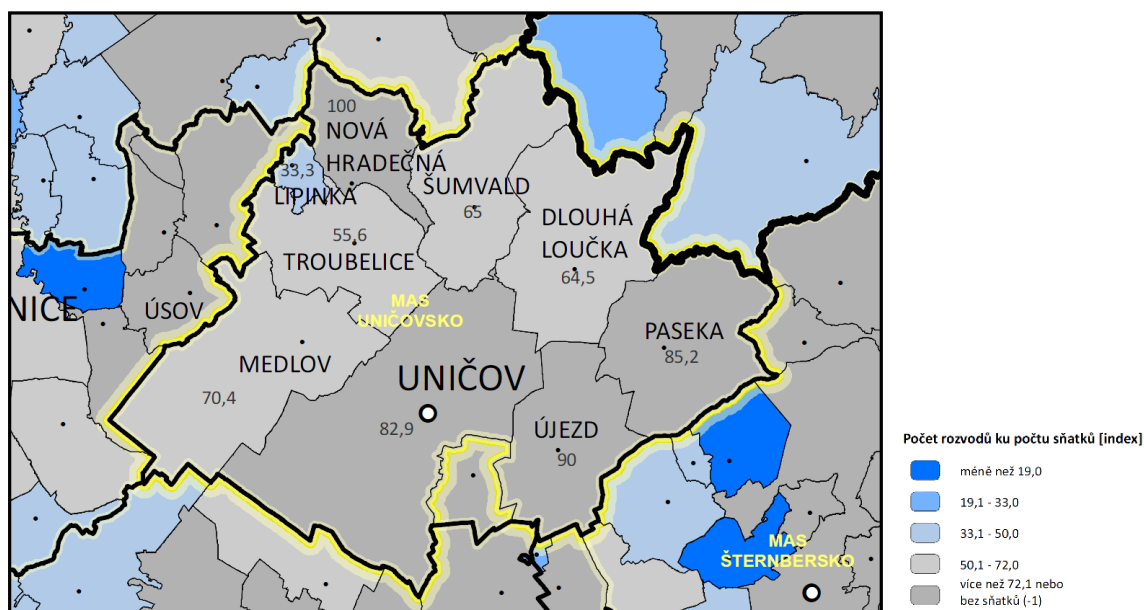 100
NOVÁ
HRADEČNÁ
33,3
LIPINKA
ŠUMVALD
65
DLOUHÁ
LOUČKA
64,5
55,6
TROUBELICE
MAS
UNIČOVSKO
NICE
ÚSOV
MEDLOV
70,4
PASEKA
85,2
UNIČOV
82,9
ÚJEZD
90
MAS
ŠTERNBERSKO
Počet rozvodů ku počtu sňatků [index]
méně než 19,0
19,1 - 33,0
33,1 - 50,0
50,1 - 72,0
více než 72,1 nebo
bez sňatků (-1)